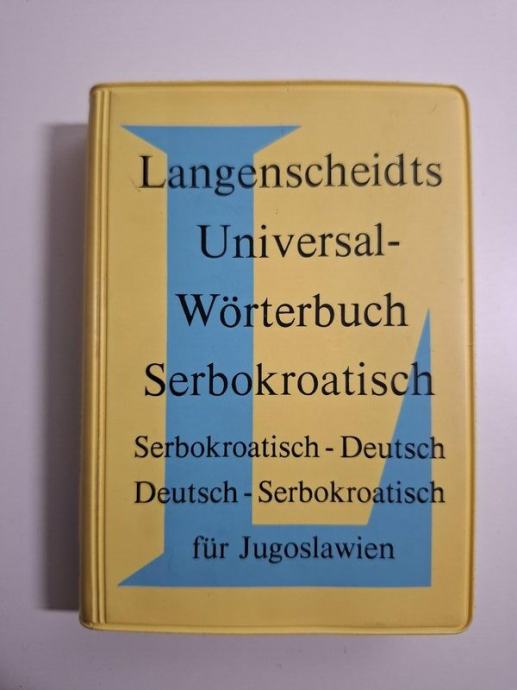 Langenscheidts
Universal-
Wörterbuch
Serbokroatisch
Serbokroatisch - Deutsch
Deutsch - Serbokroatisch
für Jugoslawien